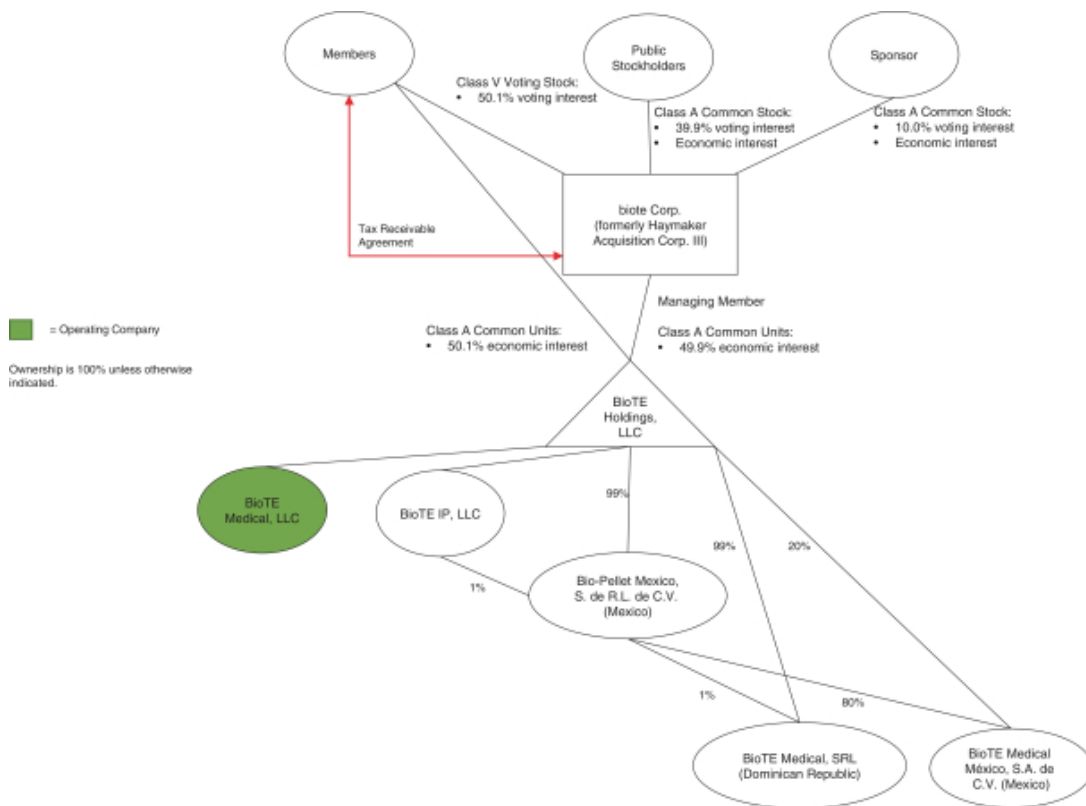 Members
Public
Stockholders
Sponsor
Class V Voting Stock:
• 50.1% voting interest
Class A Common Stock:
• 39.9% voting interest
• Economic interest
Class A Common Stock:
• 10.0% voting interest
• Economic interest
biote Corp.
(formerly Haymaker
Acquisition Corp. III)
Tax Receivable
Agreement
Managing Member
= Operating Company
Ownership is 100% unless otherwise
indicated.
Class A Common Units:
• 50.1% economic interest
Class A Common Units:
• 49.9% economic interest
BioTE
Holdings,
LLC
BioTE
Medical, LLC
BioTE IP, LLC
99%
99%
20%
1%
Bio-Pellet Mexico,
S. de R.L. de C.V.
(Mexico)
1%
80%
BioTE Medical, SRL
(Dominican Republic)
BioTE Medical
México, S.A. de
C.V. (Mexico)